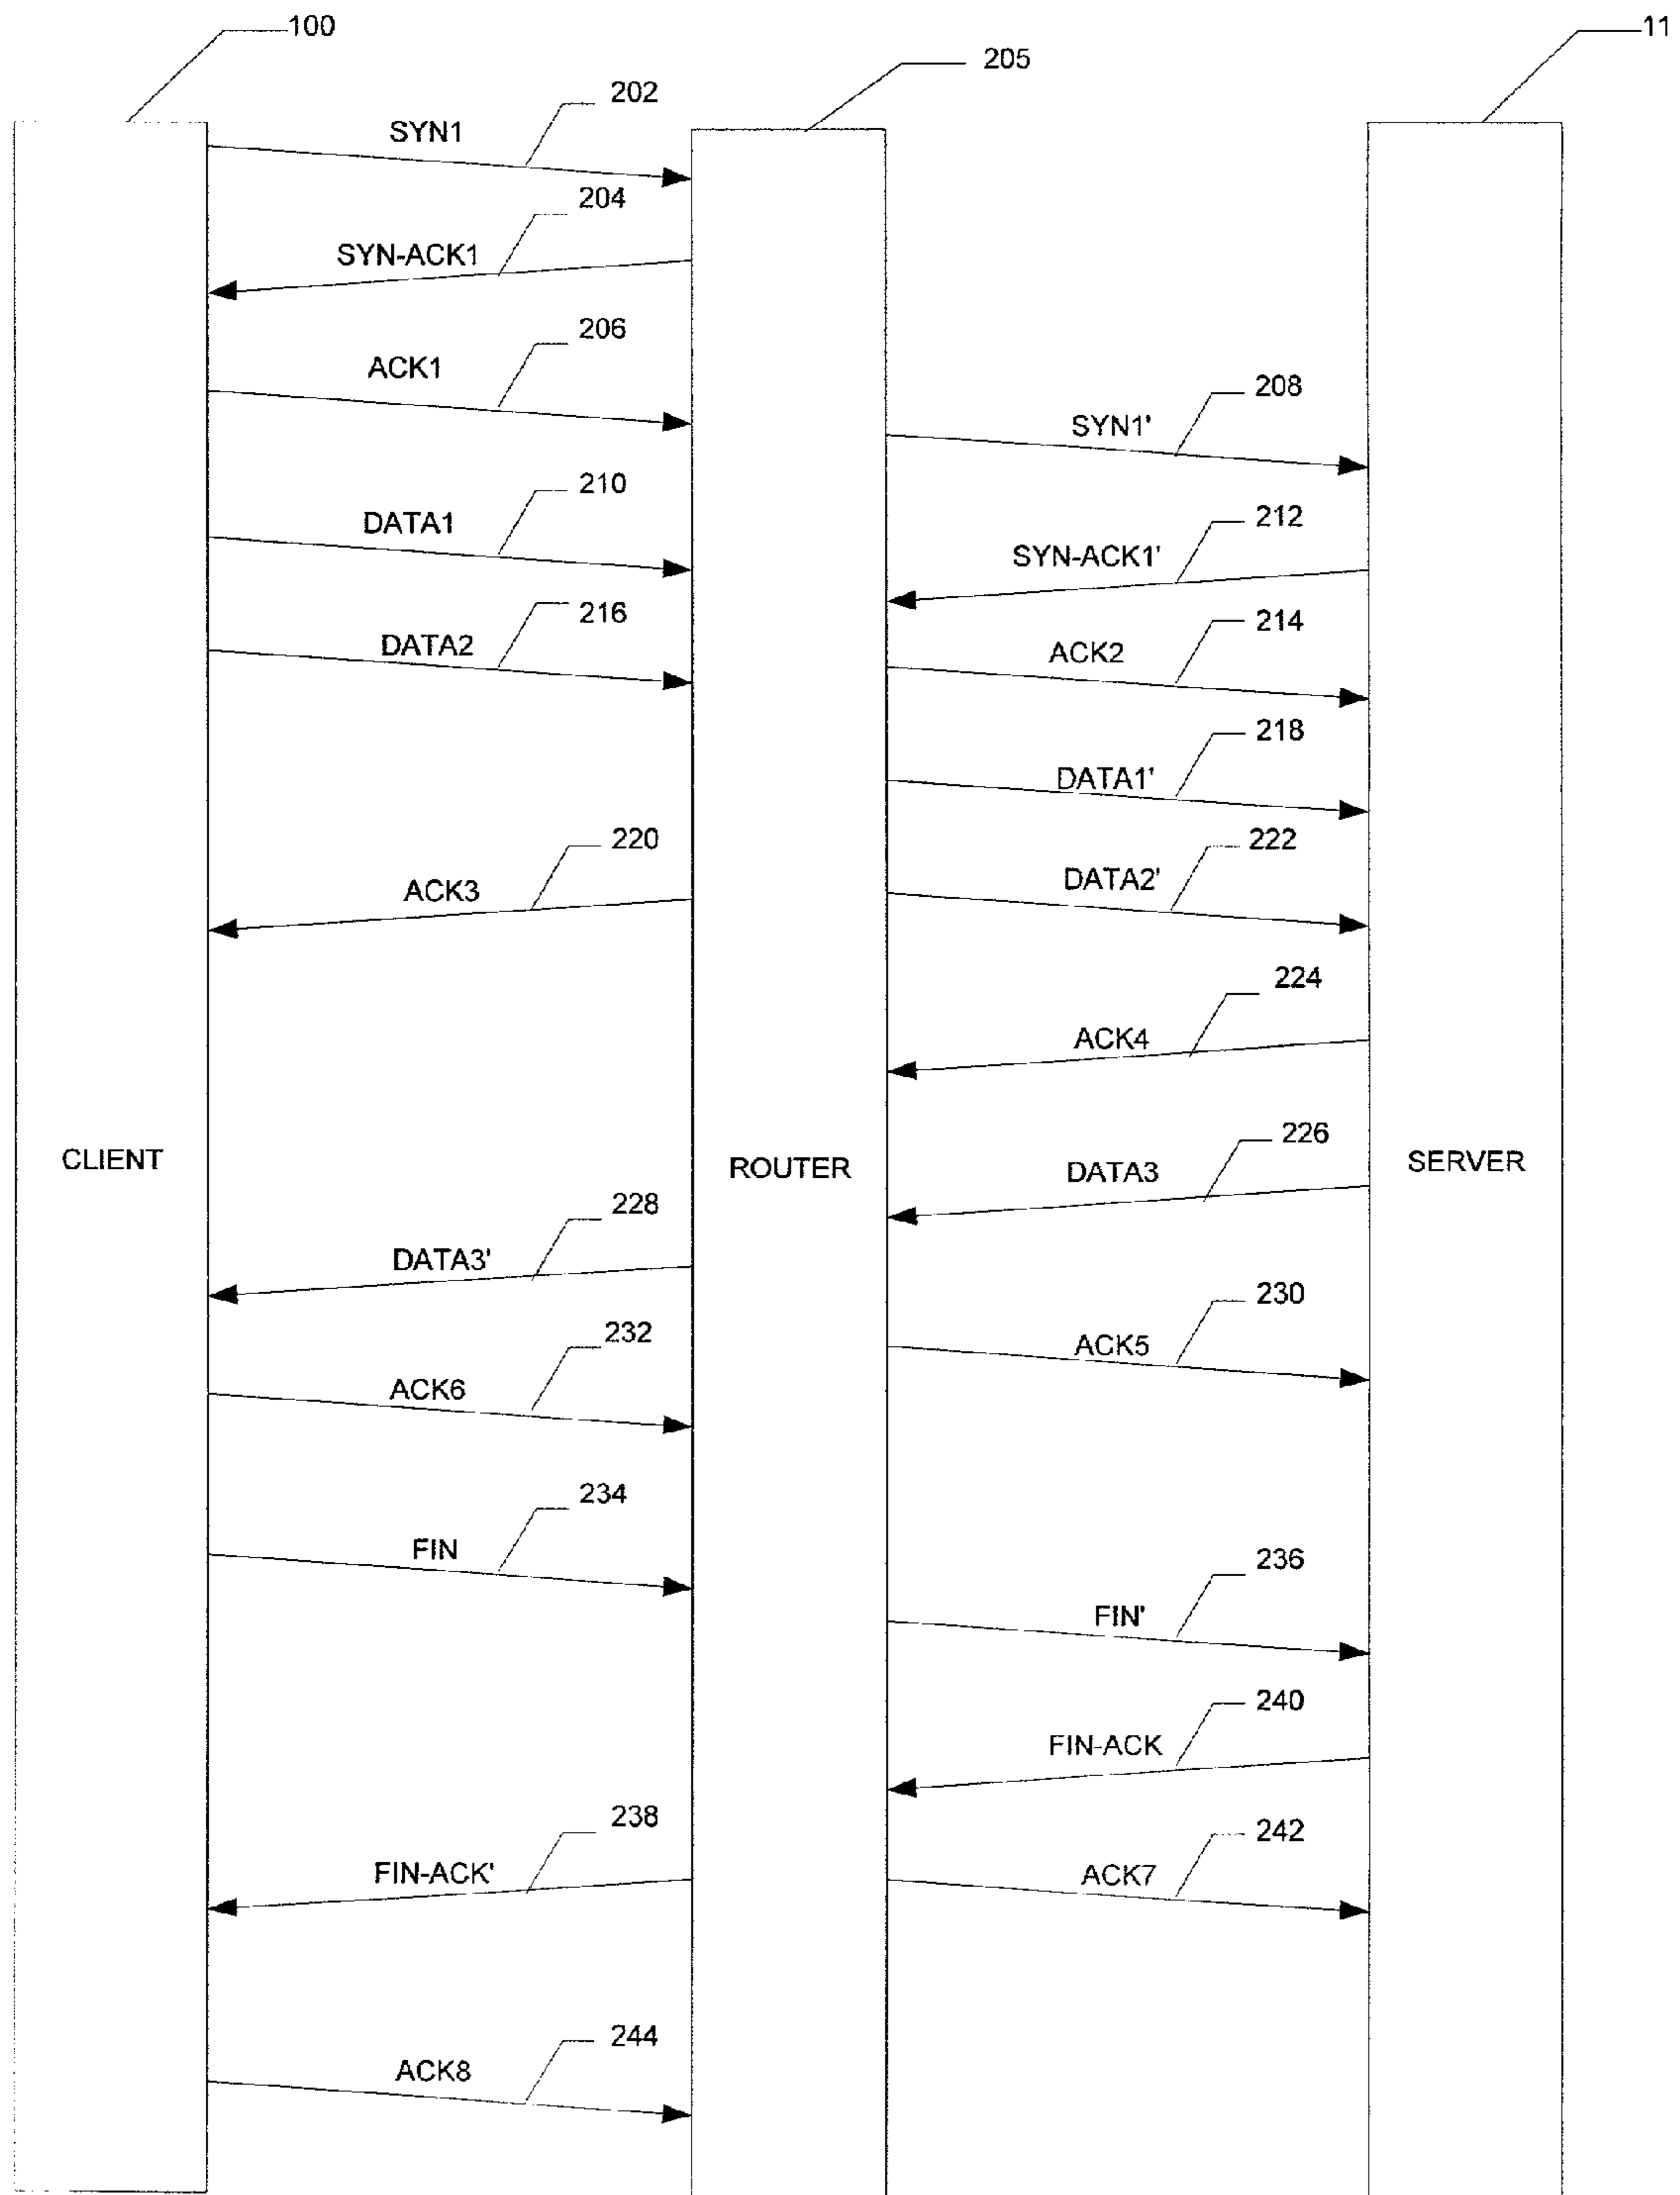 100
205
11
202
SYN1
204
SYN-ACK1
206
ACK1
208
SYN1'
210
DATA1
212
SYN-ACK1'
216
DATA2
214
ACK2
218
DATA1'
220
ACK3
222
DATA2'
224
ACK4
226
DATA3
CLIENT
ROUTER
SERVER
228
DATA3'
230
ACK5
232
ACK6
234
FIN
236
FIN'
240
FIN-ACK
238
FIN-ACK'
242
ACK7
244
ACK8